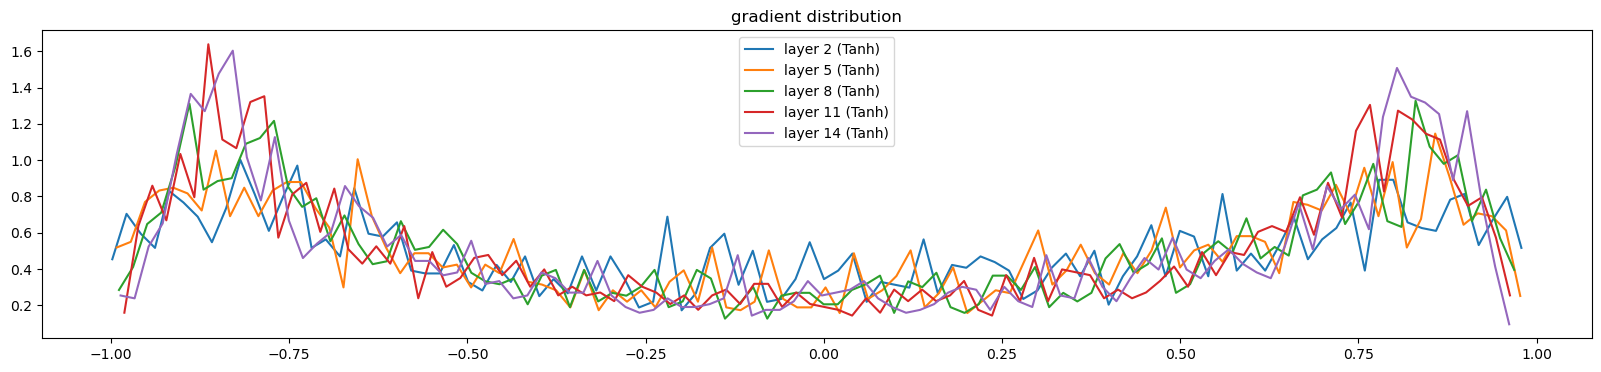 gradient distribution
layer 2 (Tanh)
layer 5 (Tanh)
layer 8 (Tanh)
layer 11 (Tanh)
layer 14 (Tanh)
1.6
1.4
1.2
1.0
0.8
0.6
0.4
0.2
−1.00 −0.75 −0.50 −0.25 0.00 0.25 0.50 0.75 1.00